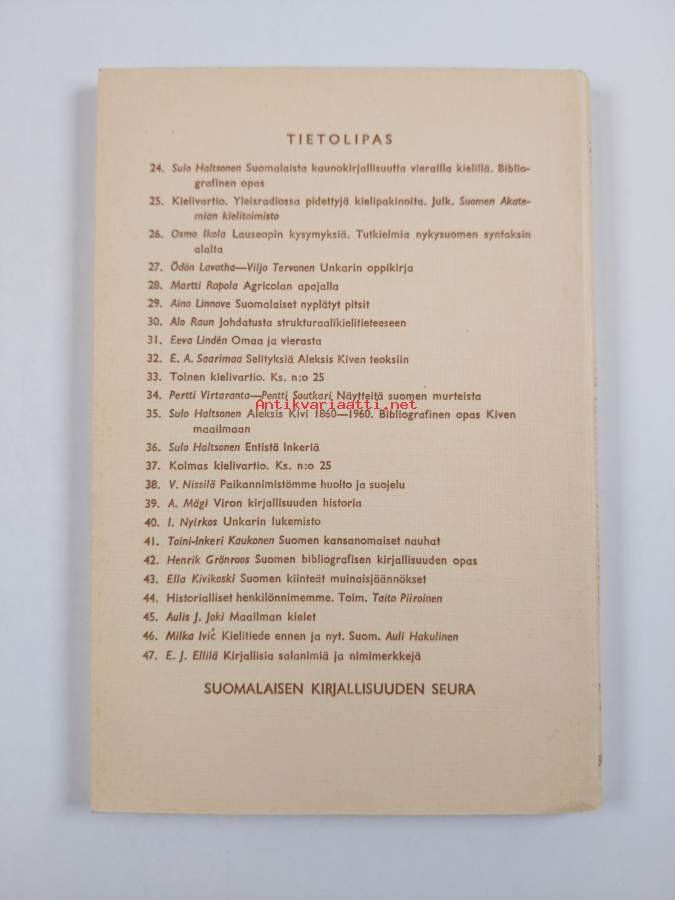 TIETOLIPAS
24. Sulo Haltsonen Suomalaista kaunokirjallisuutta vierailla kielillä. Biblio-
grafinen opas
25. Kielivartio. Yleisradiossa pidettyjä kielipakinoita. Julk. Suomen Akate-
mian kielitoimisto
26. Osmo Ikola Lauseopin kysymyksiä. Tutkielmia nykysuomen syntaksin
alalta
27. Ödön Lavotha—Viljo Tervonen Unkarin oppikirja
28. Martti Rapola Agricolan apajalla
29. Aino Linnove Suomalaiset nyplätyt pitsit
30. Alo Raun Johdatusta strukturaalikielitieteeseen
31. Eeva Lindén Omaa ja vierasta
32. E. A. Saarimaa Selityksiä Aleksis Kiven teoksiin
33. Toinen kielivartio. Ks. n:o 25
34. Pertti Virtaranta—Pentti Soutkari Näytteitä suomen murteista
Antikvariaatti.net
35. Sulo Haltsonen Aleksis Kivi 1860—1960. Bibliografinen opas Kiven
maailmaan
36. Sulo Haltsonen Entistä Inkeriä
37. Kolmas kielivartio. Ks. n:o 25
38. V. Nissilä Paikannimistömme huolto ja suojelu
39. A. Mägi Viron kirjallisuuden historia
40. I. Nyirkos Unkarin lukemisto
41. Toini-Inkeri Kaukonen Suomen kansanomaiset nauhat
42. Henrik Grönroos Suomen bibliografisen kirjallisuuden opas
43. Ella Kivikoski Suomen kiinteät muinaisjäännökset
44. Historialliset henkilönnimemme. Toim. Taito Piiroinen
45. Aulis J. Joki Maailman kielet
46. Milka Ivić Kielitiede ennen ja nyt. Suom. Auli Hakulinen
47. E. J. Ellilä Kirjallisia salanimiä ja nimimerkkejä
SUOMALAISEN KIRJALLISUUDEN SEURA